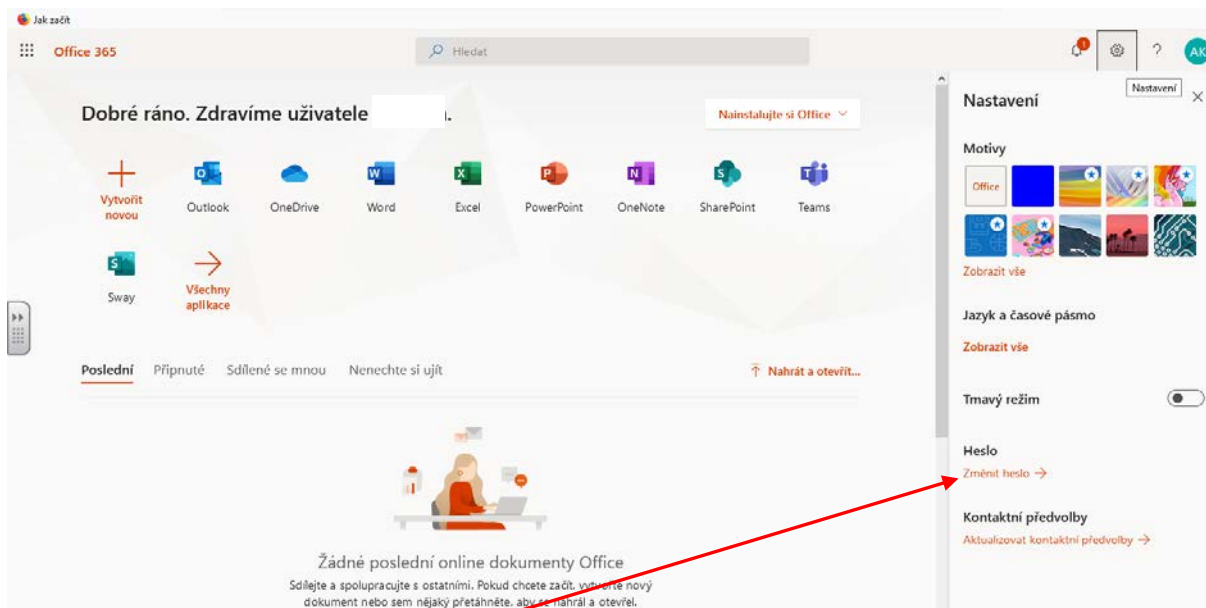 Jak začít
Office 365
Hledat
1
?
AK
Dobré ráno. Zdravíme uživatele .
Nainstalujte si Office
Vytvořit
novou
Outlook
OneDrive
Word
Excel
PowerPoint
OneNote
SharePoint
Teams
Sway
Všechny
aplikace
Poslední Připnuté Sdílené se mnou Nenechte si ujít
Nahrát a otevřít...
Žádné poslední online dokumenty Office
Sdílejte a spolupracujte s ostatními. Pokud chcete začít, vytvořte nový
dokument nebo sem nějaký přetáhněte, aby se nahrál a otevřel.
Nastavení
Nastavení
Motivy
Office
Zobrazit vše
Jazyk a časové pásmo
Zobrazit vše
Tmavý režim
Heslo
Změnit heslo →
Kontaktní předvolby
Aktualizovat kontaktní předvolby →